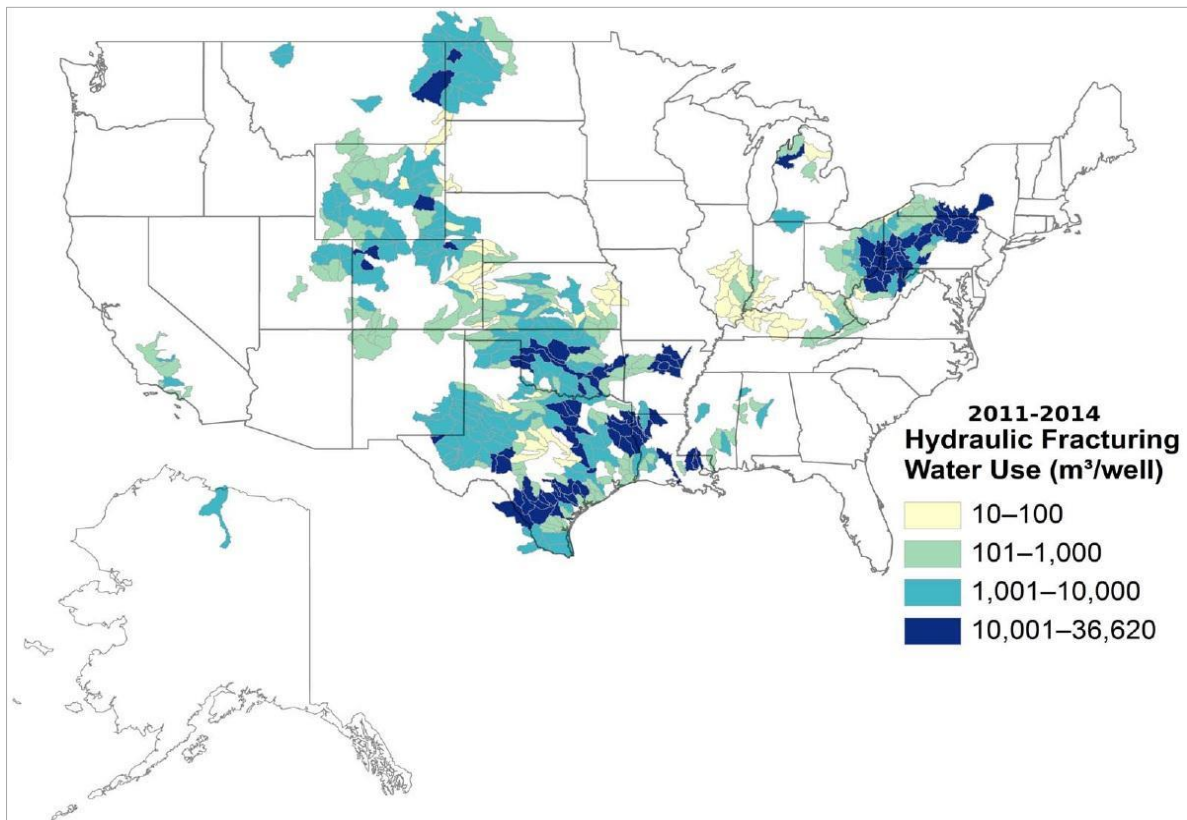 2011-2014
Hydraulic Fracturing
Water Use (m³/well)
10–100
101–1,000
1,001–10,000
10,001–36,620